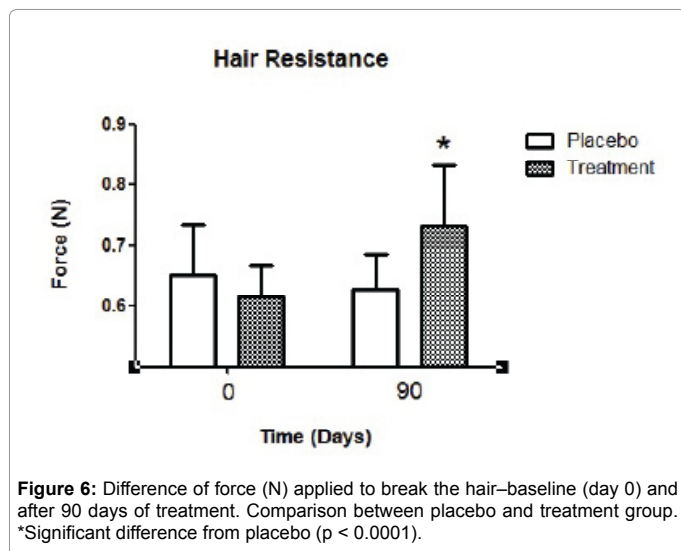 Hair Resistance
0.9
0.8
0.7
0.6
Force (N)
Placebo
Treatment
*
0
90
Time (Days)
Figure 6: Difference of force (N) applied to break the hair–baseline (day 0) and
after 90 days of treatment. Comparison between placebo and treatment group.
*Significant difference from placebo (p < 0.0001).